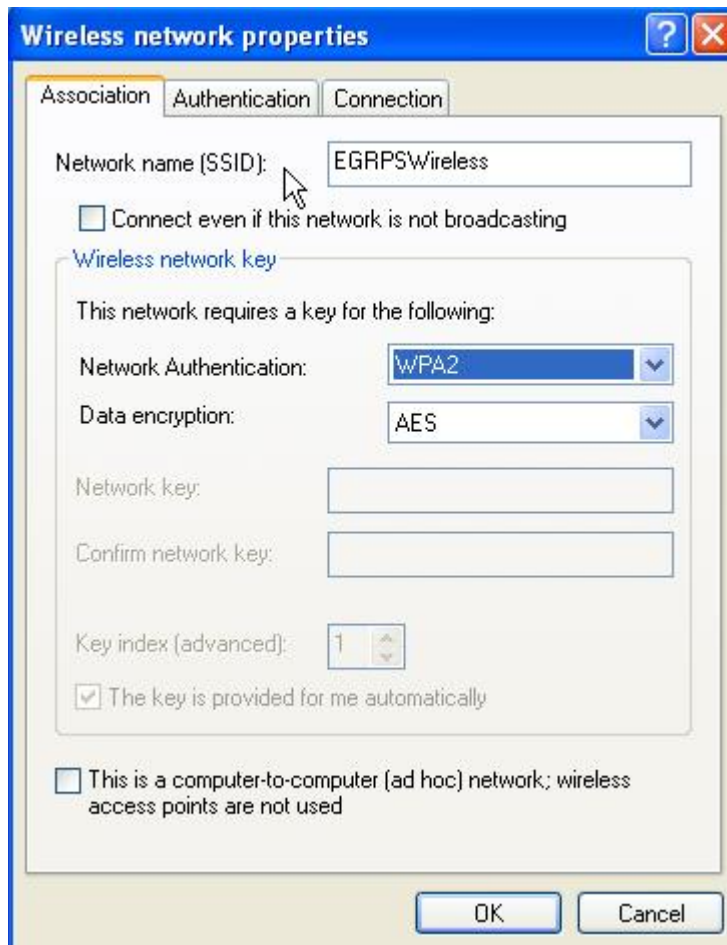 Wireless network properties
Association Authentication Connection
Network name (SSID): EGRPSWireless
Connect even if this network is not broadcasting
Wireless network key
This network requires a key for the following:
Network Authentication: WPA2
Data encryption: AES
Network key:
Confirm network key:
Key index (advanced): 1
The key is provided for me automatically
This is a computer-to-computer (ad hoc) network; wireless
access points are not used
OK Cancel